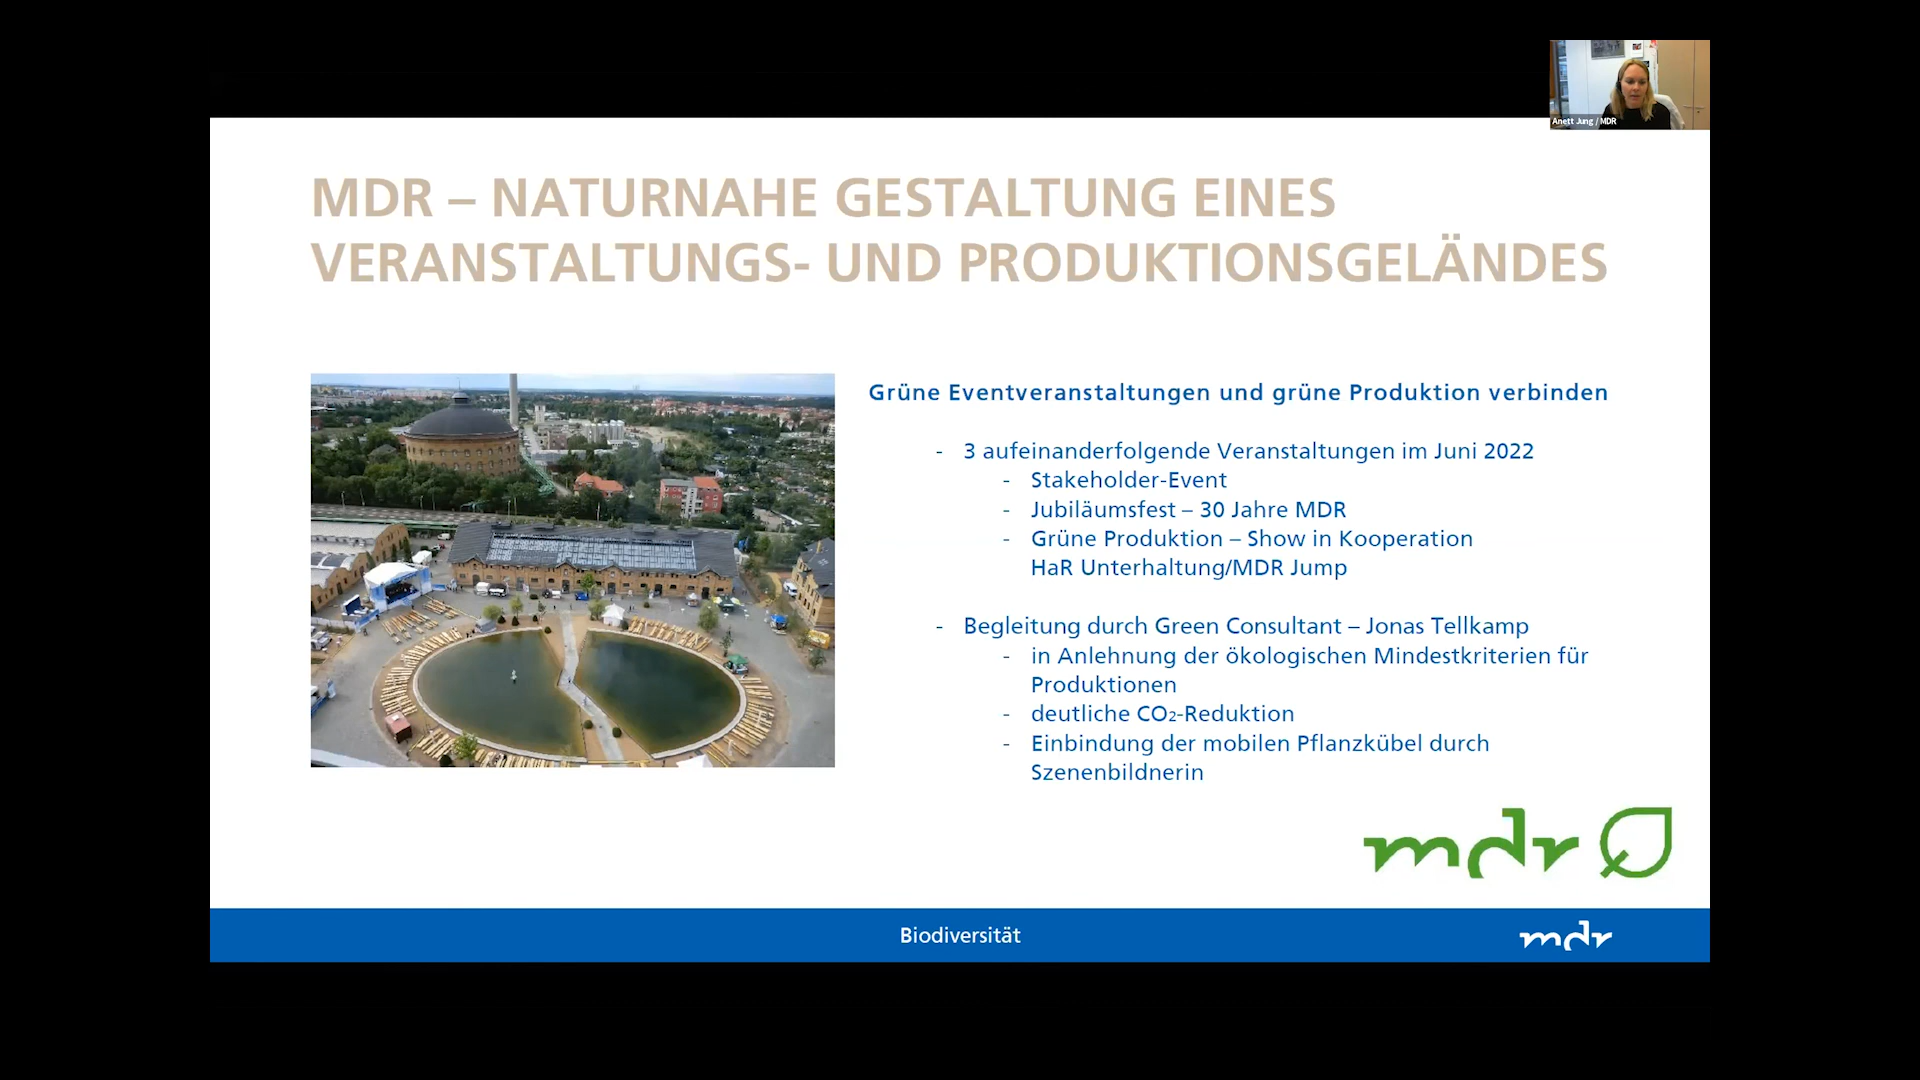 Anett Jung / MDR
MDR – NATURNAHE GESTALTUNG EINES
VERANSTALTUNGS- UND PRODUKTIONSGELÄNDES
Grüne Eventveranstaltungen und grüne Produktion verbinden
- 3 aufeinanderfolgende Veranstaltungen im Juni 2022
- Stakeholder-Event
- Jubiläumsfest – 30 Jahre MDR
- Grüne Produktion – Show in Kooperation
HaR Unterhaltung/MDR Jump
- Begleitung durch Green Consultant – Jonas Tellkamp
- in Anlehnung der ökologischen Mindestkriterien für
Produktionen
- deutliche CO₂-Reduktion
- Einbindung der mobilen Pflanzkübel durch
Szenenbildnerin
mdr
Biodiversität
mdr